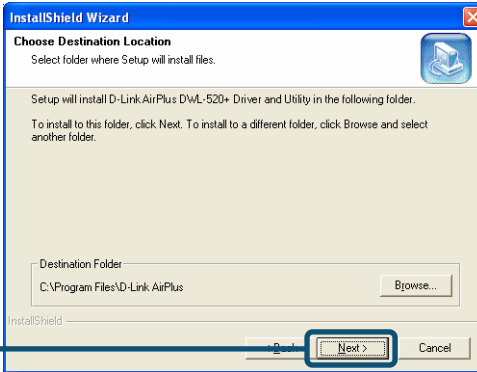 InstallShield Wizard
Choose Destination Location
Select folder where Setup will install files.
Setup will install D-Link AirPlus DWL-520+ Driver and Utility in the following folder.
To install to this folder, click Next. To install to a different folder, click Browse and select
another folder.
Destination Folder
C:\Program Files\D-Link AirPlus
Browse...
InstallShield
Next >
Cancel